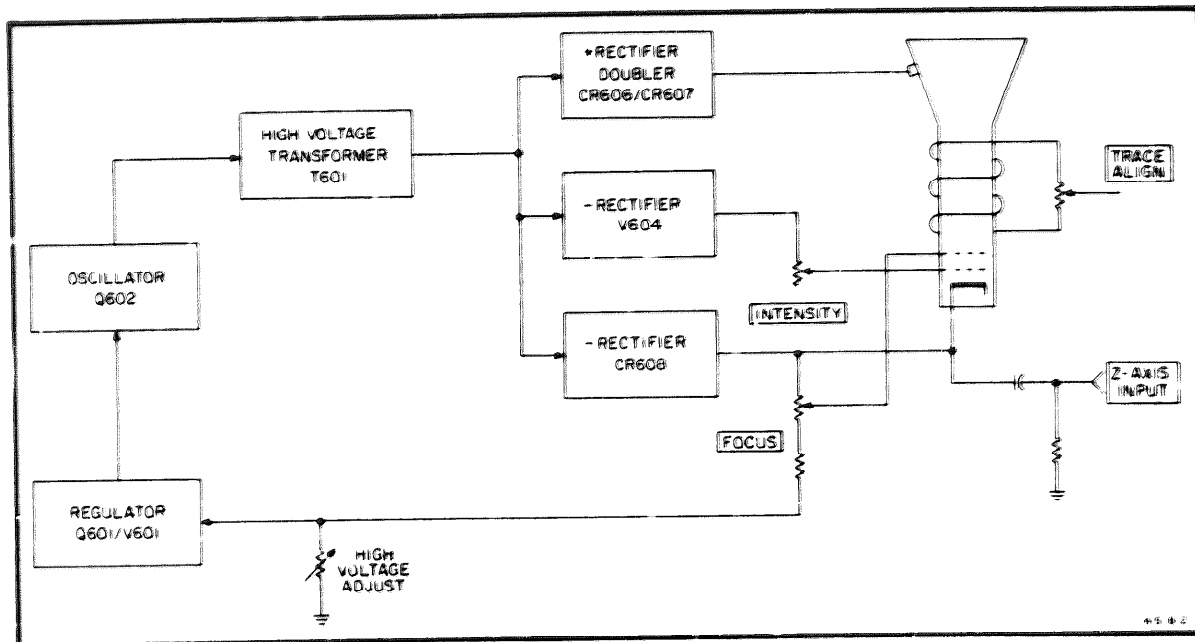 +RECTIFIER
DOUBLER
CR606/CR607
HIGH VOLTAGE
TRANSFORMER
T601
TRACE
ALIGN
-RECTIFIER
V604
OSCILLATOR
Q602
INTENSITY
-RECTIFIER
CR608
Z-AXIS
INPUT
FOCUS
REGULATOR
Q601/V601
HIGH
VOLTAGE
ADJUST